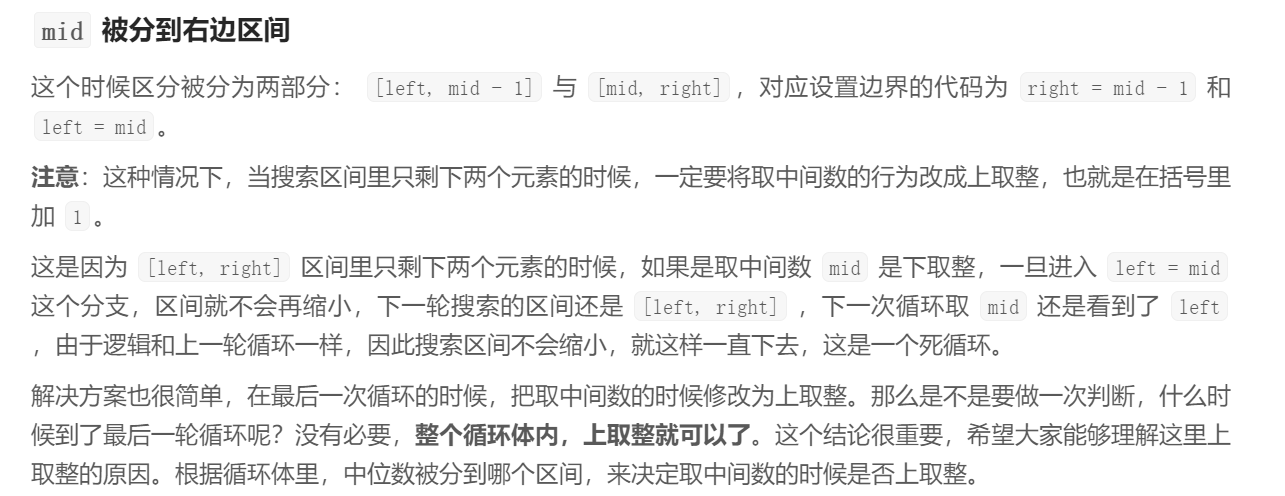 mid 被分到右边区间
这个时候区分被分为两部分： [left, mid - 1] 与 [mid, right] ，对应设置边界的代码为 right = mid - 1 和
left = mid 。
注意：这种情况下，当搜索区间里只剩下两个元素的时候，一定要将取中间数的行为改成上取整，也就是在括号里
加 1 。
这是因为 [left, right] 区间里只剩下两个元素的时候，如果是取中间数 mid 是下取整，一旦进入 left = mid
这个分支，区间就不会再缩小，下一轮搜索的区间还是 [left, right] ，下一次循环取 mid 还是看到了 left
，由于逻辑和上一轮循环一样，因此搜索区间不会缩小，就这样一直下去，这是一个死循环。
解决方案也很简单，在最后一次循环的时候，把取中间数的时候修改为上取整。那么是不是要做一次判断，什么时
候到了最后一轮循环呢？没有必要，整个循环体内，上取整就可以了。这个结论很重要，希望大家能够理解这里上
取整的原因。根据循环体里，中位数被分到哪个区间，来决定取中间数的时候是否上取整。